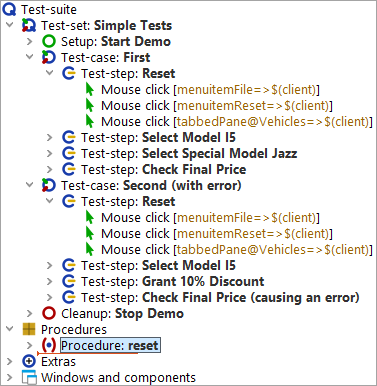 Test-suite
Test-set: Simple Tests
Setup: Start Demo
Test-case: First
Test-step: Reset
Mouse click [menuitemFile=>$(client)]
Mouse click [menuitemReset=>$(client)]
Mouse click [tabbedPane@Vehicles=>$(client)]
Test-step: Select Model I5
Test-step: Select Special Model Jazz
Test-step: Check Final Price
Test-case: Second (with error)
Test-step: Reset
Mouse click [menuitemFile=>$(client)]
Mouse click [menuitemReset=>$(client)]
Mouse click [tabbedPane@Vehicles=>$(client)]
Test-step: Select Model I5
Test-step: Grant 10% Discount
Test-step: Check Final Price (causing an error)
Cleanup: Stop Demo
Procedures
Procedure: reset
Extras
Windows and components